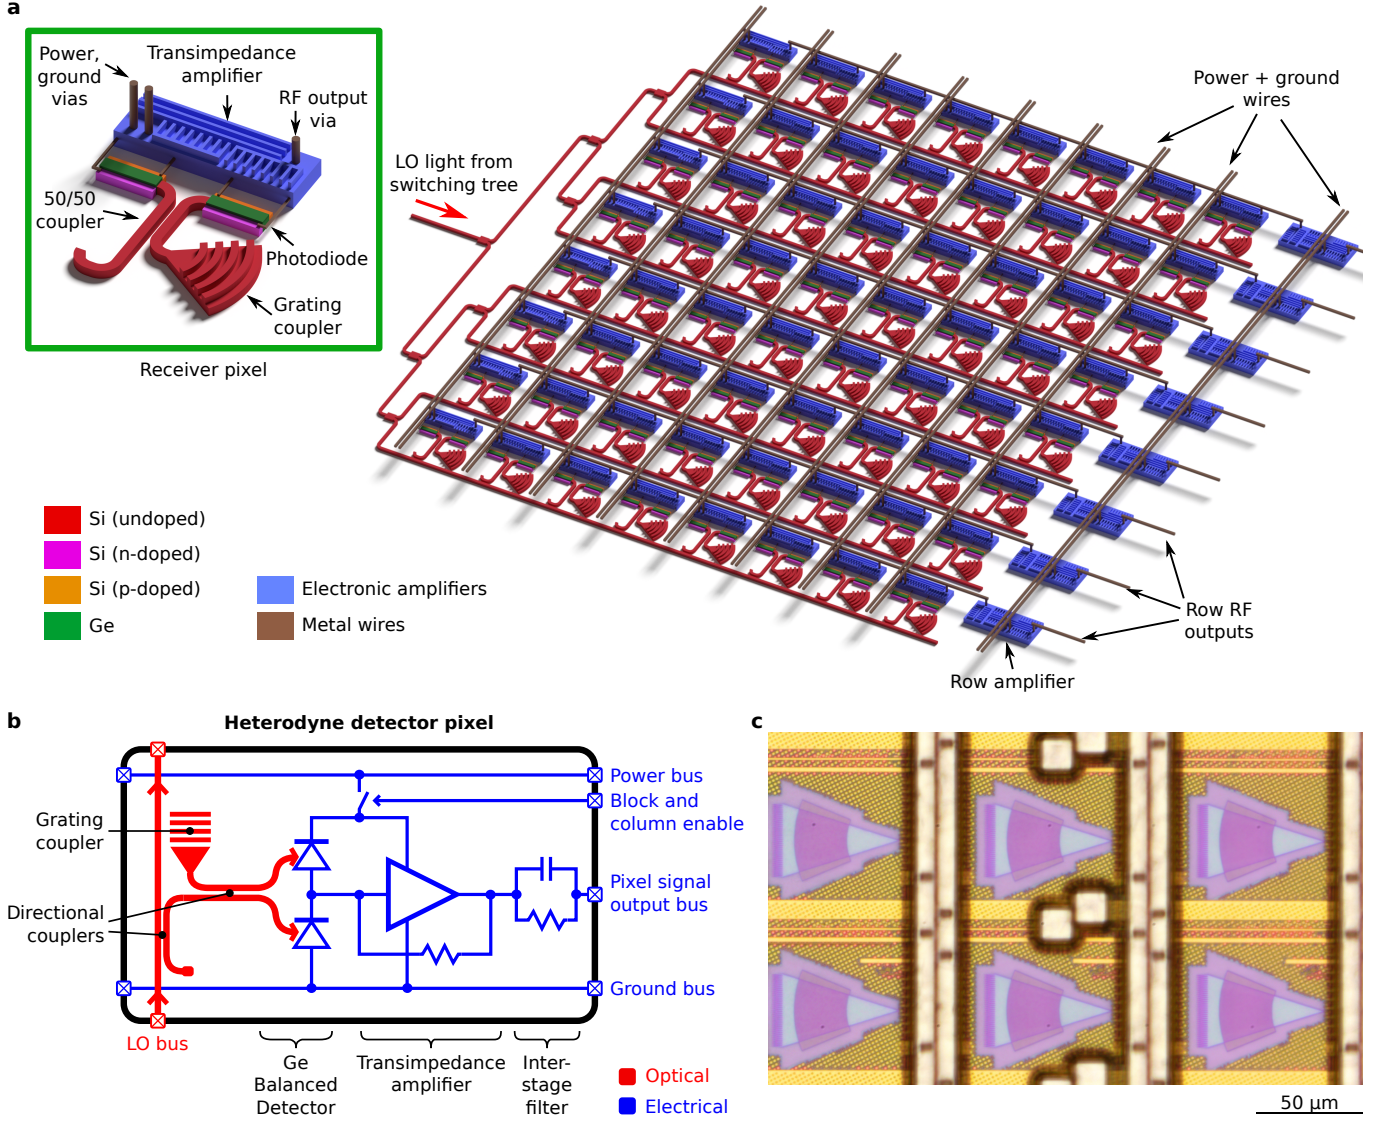 a
Power,
ground
vias
Transimpedance
amplifier
RF output
via
50/50
coupler
Photodiode
Grating
coupler
Receiver pixel
LO light from
switching tree
Power + ground
wires
Si (undoped)
Si (n-doped)
Si (p-doped)
Ge
Electronic amplifiers
Metal wires
Row RF
outputs
Row amplifier
b
Heterodyne detector pixel
Grating
coupler
Directional
couplers
Power bus
Block and
column enable
Pixel signal
output bus
Ground bus
LO bus
Ge
Balanced
Detector
Transimpedance
amplifier
Inter-
stage
filter
Optical
Electrical
c
50 µm